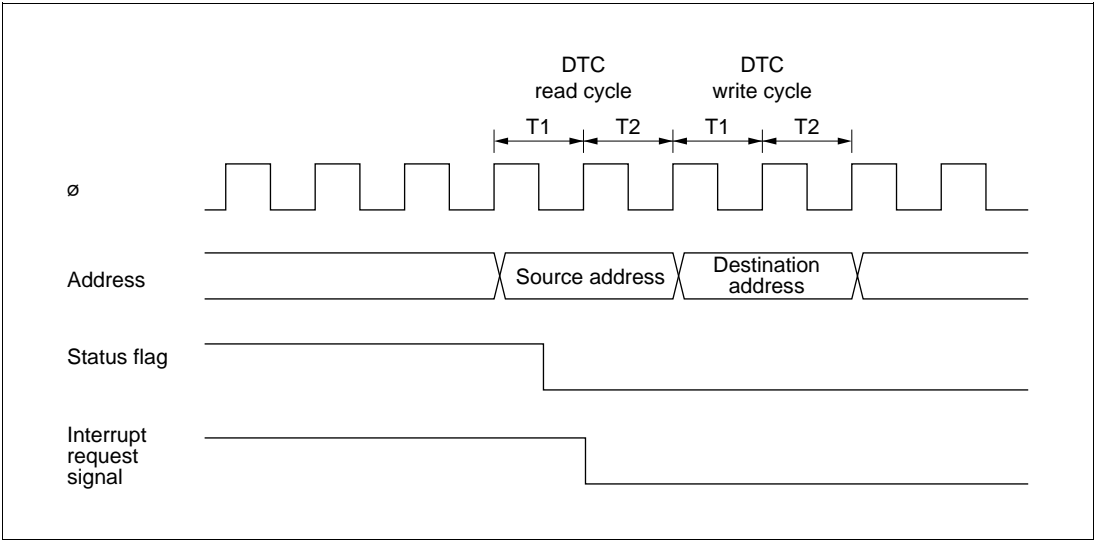 DTC
read cycle
DTC
write cycle
T1
T2
T1
T2
ø
Address
Source address
Destination
address
Status flag
Interrupt
request
signal